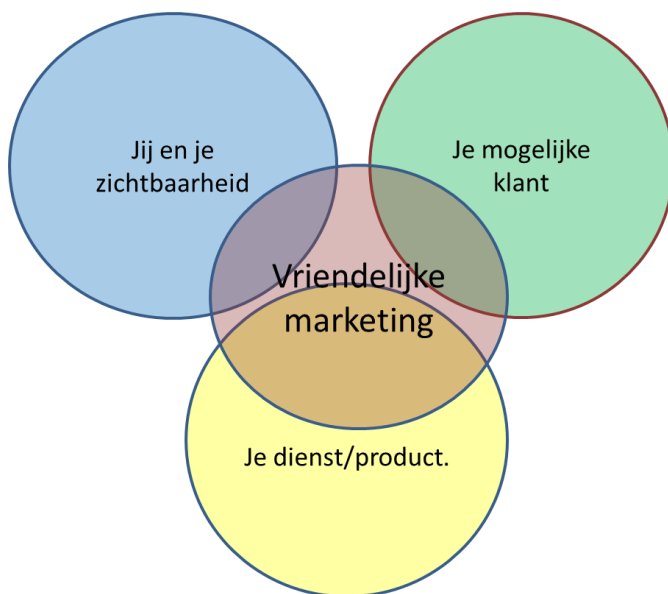 Jij en je
zichtbaarheid
Je mogelijke
klant
Vriendelijke
marketing
Je dienst/product.